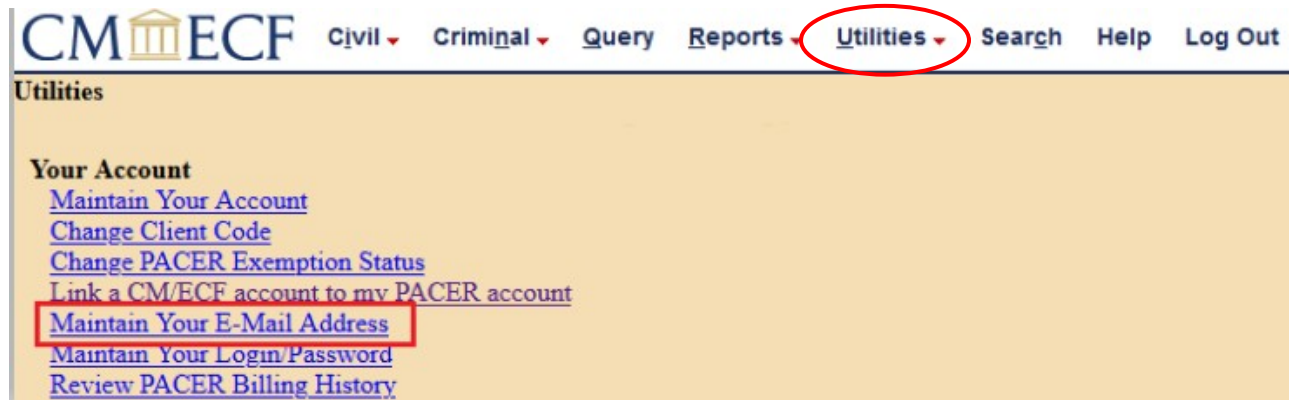 CM ECF Civil Criminal Query Reports Utilities Search Help Log Out
Utilities
Your Account
Maintain Your Account
Change Client Code
Change PACER Exemption Status
Link a CM/ECF account to my PACER account
Maintain Your E-Mail Address
Maintain Your Login/Password
Review PACER Billing History